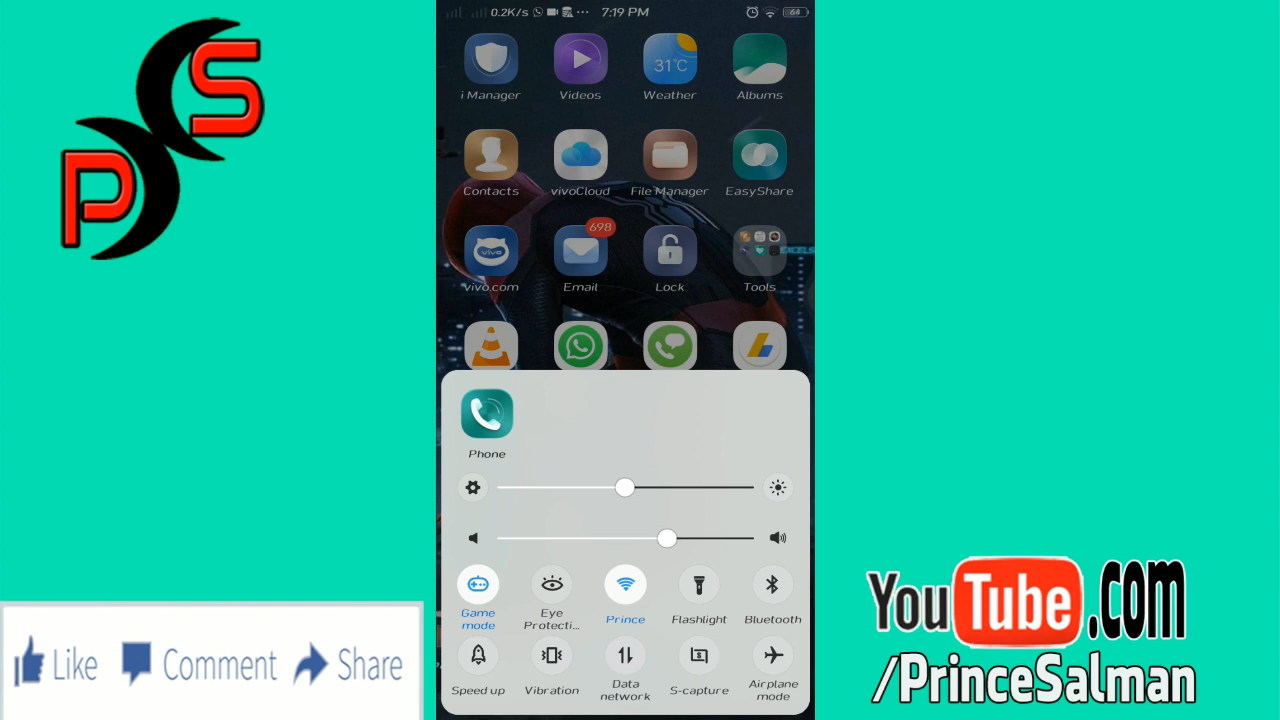 P S
0.2K/s ... 7:19 PM 64
31°C
i Manager Videos Weather Albums
Contacts vivoCloud File Manager EasyShare
698
vivo
EXCELS
vivo.com Email Lock Tools
Phone
Game mode
Eye Protecti...
Prince
Flashlight
Bluetooth
Speed up
Vibration
Data network
S-capture
Airplane mode
Like Comment Share
YouTube.com
/PrinceSalman